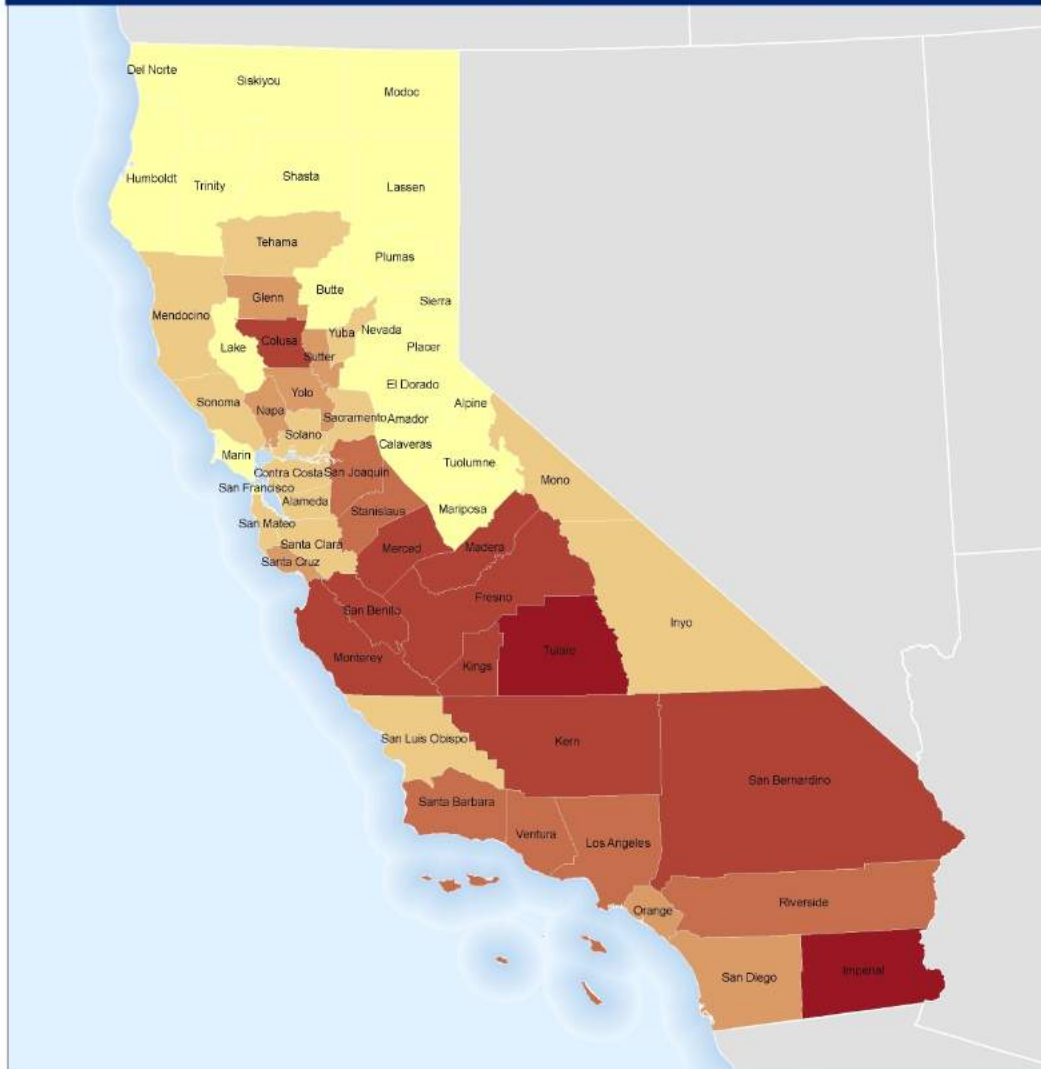 Del Norte
Siskiyou
Modoc
Humboldt
Trinity
Shasta
Lassen
Tehama
Plumas
Butte
Glenn
Sierra
Mendocino
Yuba
Nevada
Colusa
Lake
Sutter
Placer
El Dorado
Yolo
Sonoma
Napa
Alpine
Sacramento
Amador
Solano
Calaveras
Marin
Tuolumne
Contra Costa
San Joaquin
Mono
San Francisco
Alameda
Stanislaus
Mariposa
San Mateo
Santa Clara
Merced
Madera
Santa Cruz
Fresno
San Benito
Inyo
Tulare
Monterey
Kings
San Luis Obispo
Kern
San Bernardino
Santa Barbara
Ventura
Los Angeles
Orange
Riverside
San Diego
Imperial